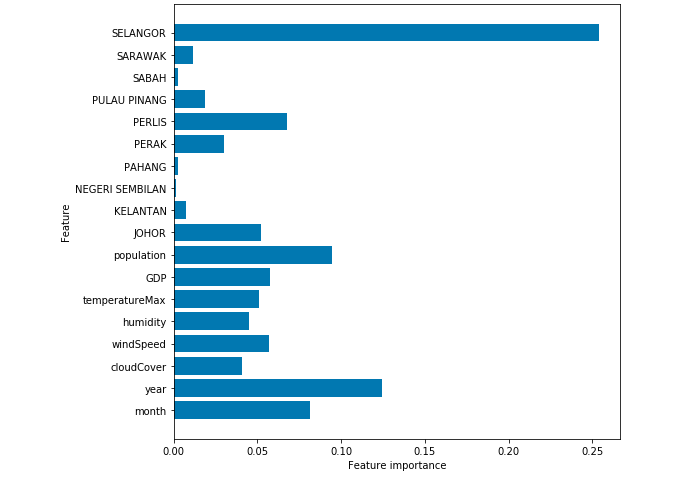 SELANGOR
SARAWAK
SABAH
PULAU PINANG
PERLIS
PERAK
PAHANG
NEGERI SEMBILAN
KELANTAN
JOHOR
population
GDP
temperatureMax
humidity
windSpeed
cloudCover
year
month
Feature
0.00 0.05 0.10 0.15 0.20 0.25
Feature importance